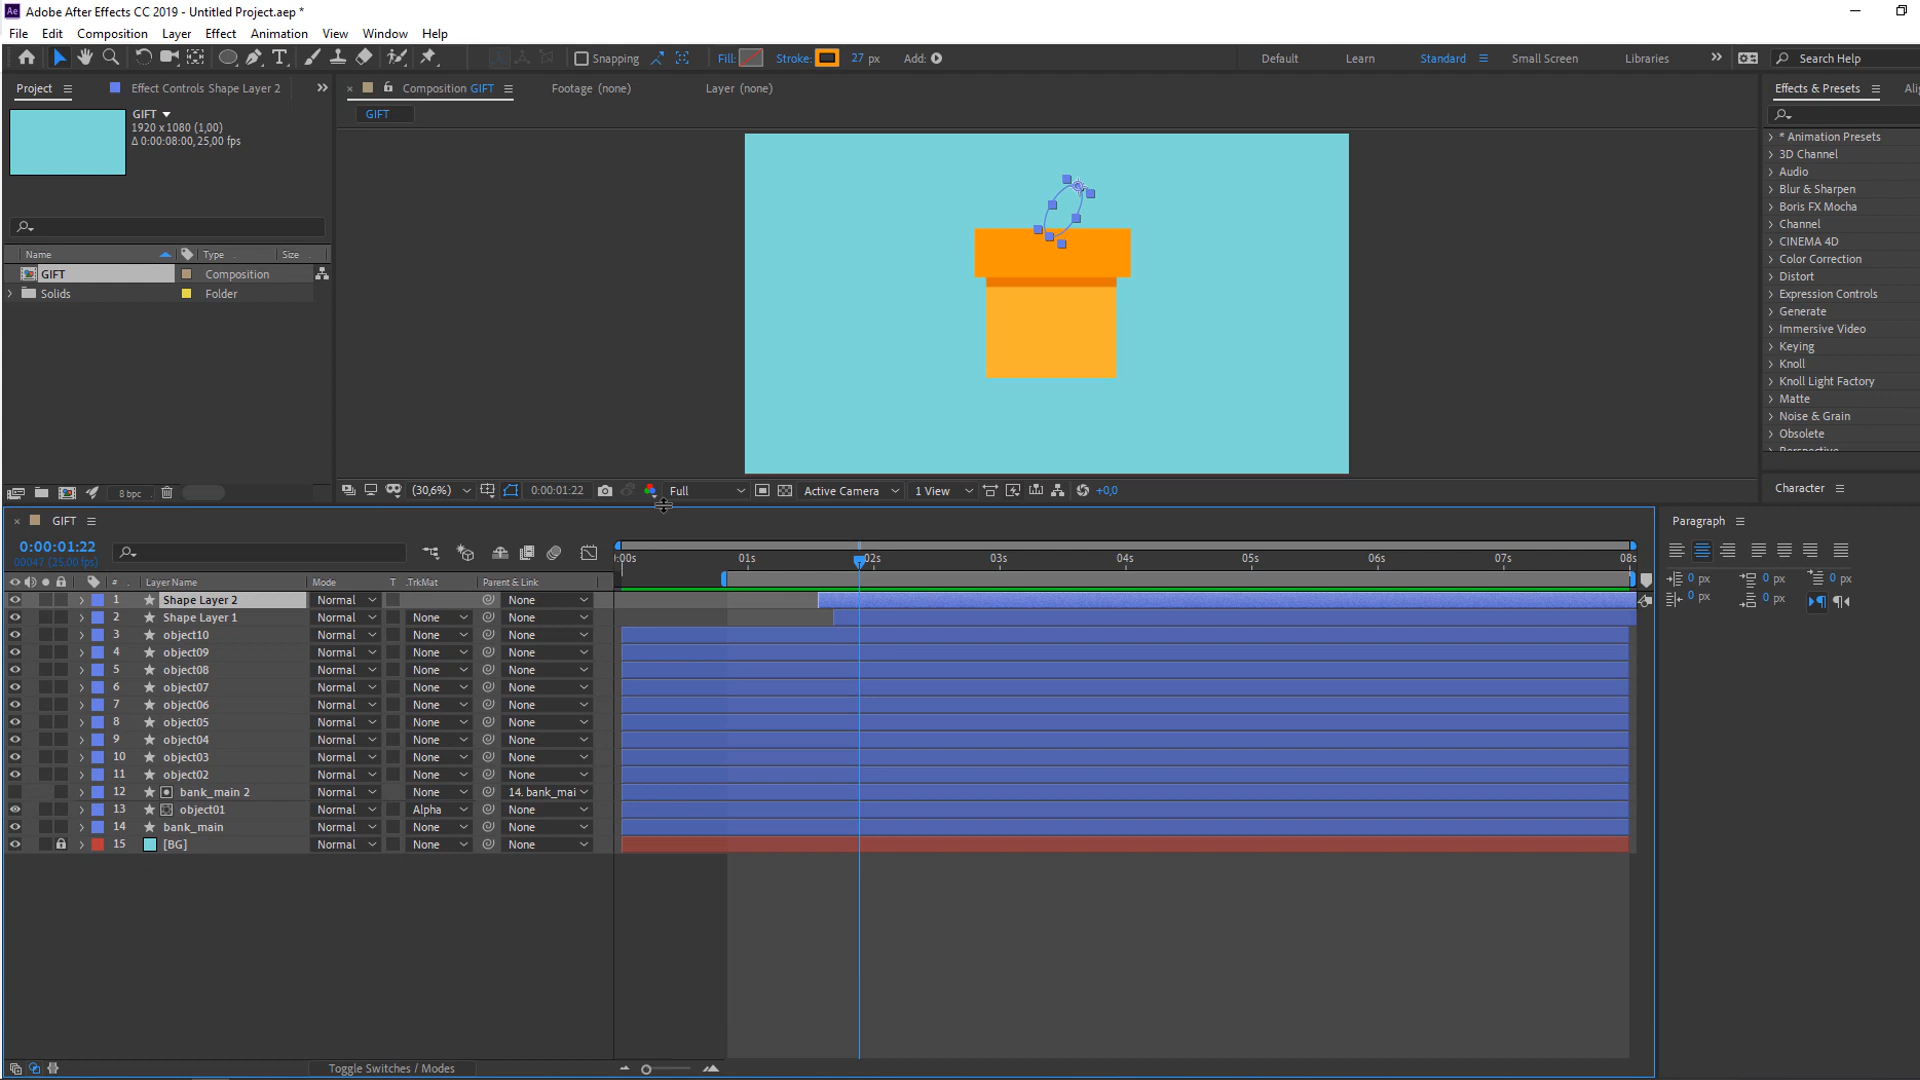 Ae Adobe After Effects CC 2019 - Untitled Project.aep *
File Edit Composition Layer Effect Animation View Window Help
Snapping Fill: Stroke: 27 px Add: Default Learn Standard Small Screen Libraries Search Help
Project Effect Controls Shape Layer 2 Composition GIFT Footage (none) Layer (none) Effects & Presets
GIFT
1920 x 1080 (1,00)
Δ 0:00:08:00, 25,00 fps
GIFT
Name Type Size
GIFT Composition
Solids Folder
* Animation Presets
3D Channel
Audio
Blur & Sharpen
Boris FX Mocha
Channel
CINEMA 4D
Color Correction
Distort
Expression Controls
Generate
Immersive Video
Keying
Knoll
Knoll Light Factory
Matte
Noise & Grain
Obsolete
8 bpc (30,6%) 0:00:01:22 Full Active Camera 1 View +0,0
Character
GIFT
Paragraph
0:00:01:22
00047 (25.00 fps)
:00s 01s 02s 03s 04s 05s 06s 07s 08s
0 px 0 px 0 px
0 px 0 px
# Layer Name Mode T .TrkMat Parent & Link
1 Shape Layer 2 Normal None
2 Shape Layer 1 Normal None None
3 object10 Normal None None
4 object09 Normal None None
5 object08 Normal None None
6 object07 Normal None None
7 object06 Normal None None
8 object05 Normal None None
9 object04 Normal None None
10 object03 Normal None None
11 object02 Normal None None
12 bank_main 2 Normal None 14. bank_mai
13 object01 Normal Alpha None
14 bank_main Normal None None
15 [BG] Normal None None
Toggle Switches / Modes